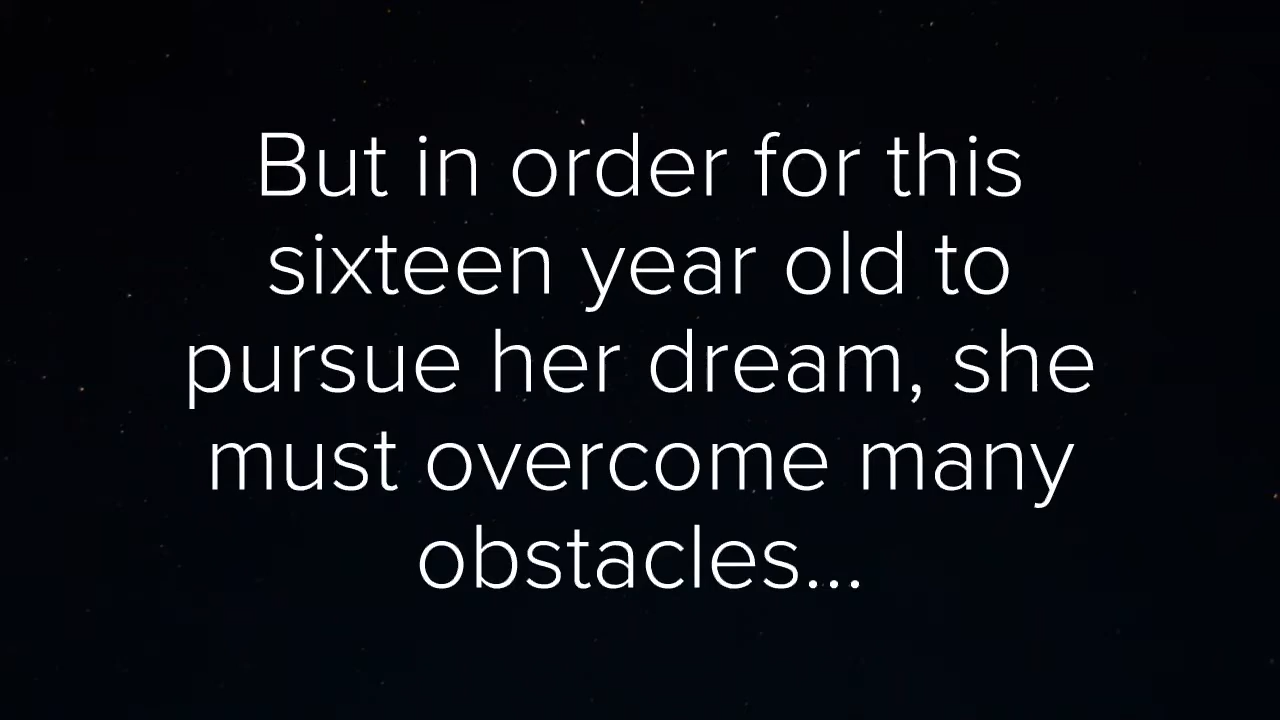 But in order for this
sixteen year old to
pursue her dream, she
must overcome many
obstacles...